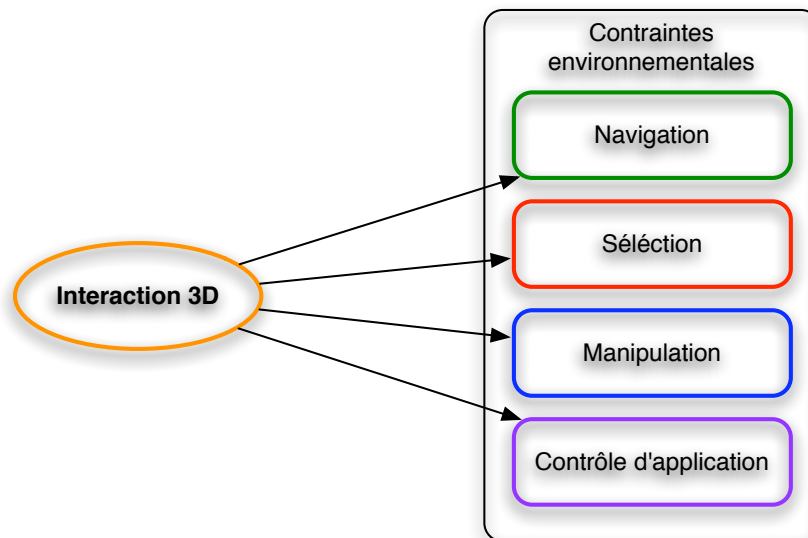 Contraintes
environnementales
Navigation
Séléction
Interaction 3D
Manipulation
Contrôle d'application